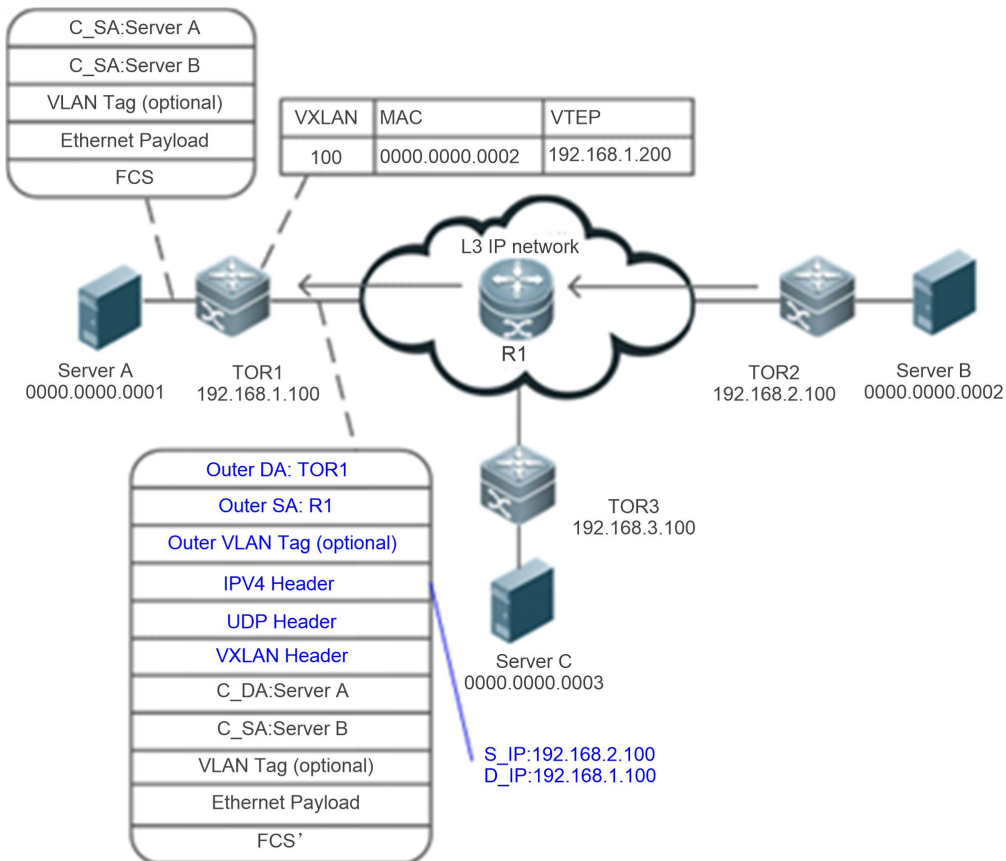 C_SA:Server A
C_SA:Server B
VLAN Tag (optional)
Ethernet Payload
FCS
VXLAN MAC VTEP
100 0000.0000.0002 192.168.1.200
L3 IP network
R1
Server A
0000.0000.0001
TOR1
192.168.1.100
TOR2
192.168.2.100
Server B
0000.0000.0002
TOR3
192.168.3.100
Server C
0000.0000.0003
Outer DA: TOR1
Outer SA: R1
Outer VLAN Tag (optional)
IPV4 Header
UDP Header
VXLAN Header
C_DA:Server A
C_SA:Server B
VLAN Tag (optional)
Ethernet Payload
FCS’
S_IP:192.168.2.100
D_IP:192.168.1.100